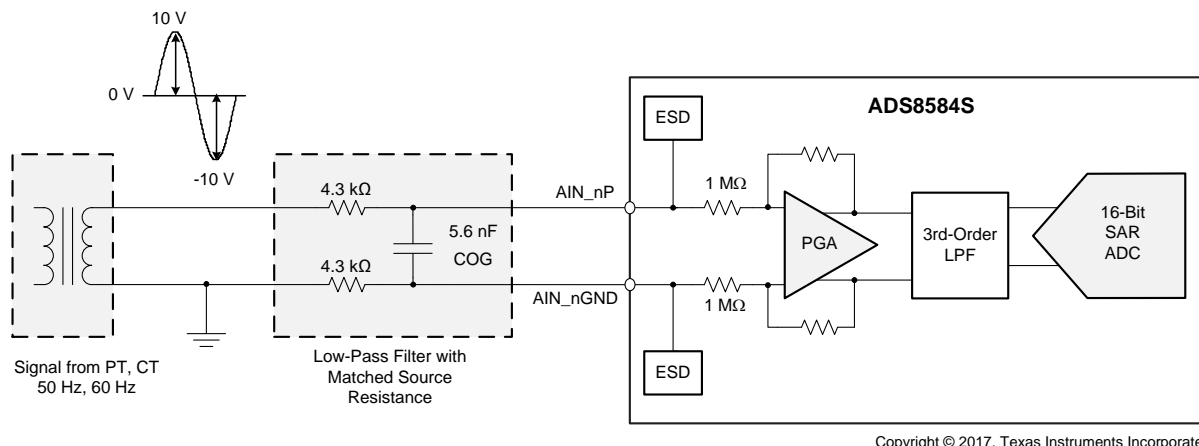 10 V
0 V
-10 V
Signal from PT, CT
50 Hz, 60 Hz
4.3 kΩ
5.6 nF
COG
4.3 kΩ
Low-Pass Filter with
Matched Source
Resistance
AIN_nP
AIN_nGND
ADS8584S
ESD
1 MΩ
PGA
1 MΩ
ESD
3rd-Order
LPF
16-Bit
SAR
ADC
Copyright © 2017, Texas Instruments Incorporate